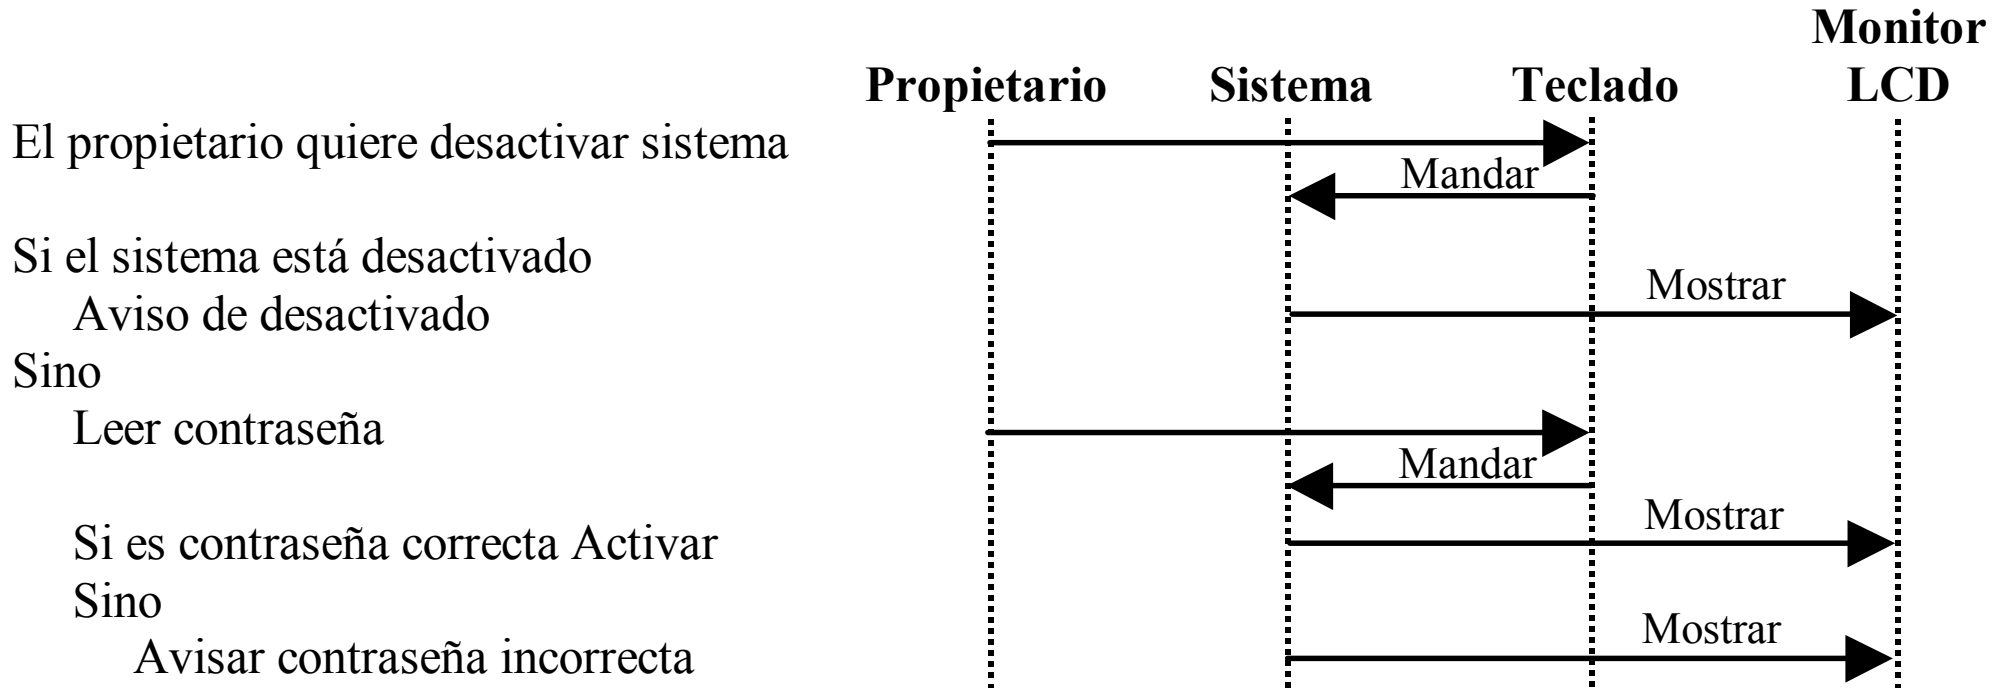 Monitor
Propietario Sistema Teclado LCD
El propietario quiere desactivar sistema
Mandar
Si el sistema está desactivado
Mostrar
Aviso de desactivado
Sino
Leer contraseña
Mandar
Mostrar
Si es contraseña correcta Activar
Sino
Mostrar
Avisar contraseña incorrecta